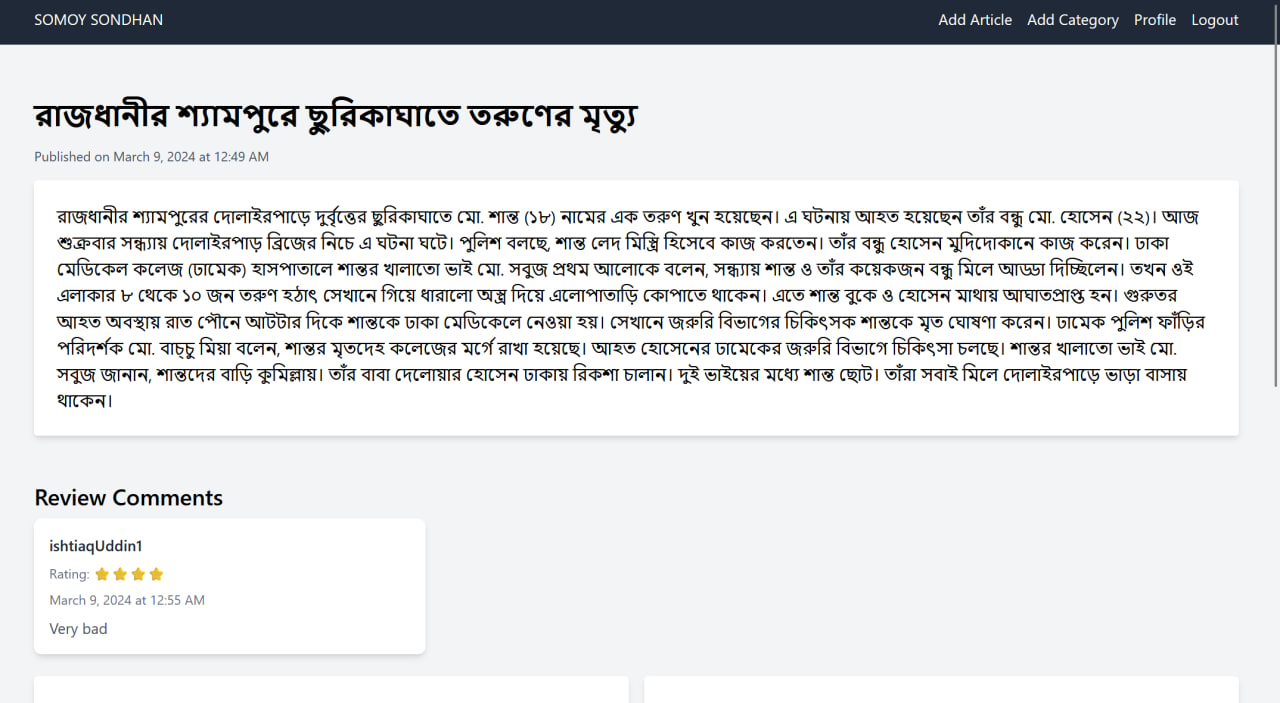 SOMOY SONDHAN
Add Article Add Category Profile Logout
রাজধানীর শ্যামপুরে ছুরিকাঘাতে তরুণের মৃত্যু
Published on March 9, 2024 at 12:49 AM
রাজধানীর শ্যামপুরের দোলাইরপাড়ে দুর্বৃত্তের ছুরিকাঘাতে মো. শান্ত (১৮) নামের এক তরুণ খুন হয়েছেন। এ ঘটনায় আহত হয়েছেন তাঁর বন্ধু মো. হোসেন (২২)। আজ
শুক্রবার সন্ধ্যায় দোলাইরপাড় ব্রিজের নিচে এ ঘটনা ঘটে। পুলিশ বলছে, শান্ত লেদ মিস্ত্রি হিসেবে কাজ করতেন। তাঁর বন্ধু হোসেন মুদিদোকানে কাজ করেন। ঢাকা
মেডিকেল কলেজ (ঢামেক) হাসপাতালে শান্তর খালাতো ভাই মো. সবুজ প্রথম আলোকে বলেন, সন্ধ্যায় শান্ত ও তাঁর কয়েকজন বন্ধু মিলে আড্ডা দিচ্ছিলেন। তখন ওই
এলাকার ৮ থেকে ১০ জন তরুণ হঠাৎ সেখানে গিয়ে ধারালো অস্ত্র দিয়ে এলোপাতাড়ি কোপাতে থাকেন। এতে শান্ত বুকে ও হোসেন মাথায় আঘাতপ্রাপ্ত হন। গুরুতর
আহত অবস্থায় রাত পৌনে আটটার দিকে শান্তকে ঢাকা মেডিকেলে নেওয়া হয়। সেখানে জরুরি বিভাগের চিকিৎসক শান্তকে মৃত ঘোষণা করেন। ঢামেক পুলিশ ফাঁড়ির
পরিদর্শক মো. বাচ্চু মিয়া বলেন, শান্তর মৃতদেহ কলেজের মর্গে রাখা হয়েছে। আহত হোসেনের ঢামেকের জরুরি বিভাগে চিকিৎসা চলছে। শান্তর খালাতো ভাই মো.
সবুজ জানান, শান্তদের বাড়ি কুমিল্লায়। তাঁর বাবা দেলোয়ার হোসেন ঢাকায় রিকশা চালান। দুই ভাইয়ের মধ্যে শান্ত ছোট। তাঁরা সবাই মিলে দোলাইরপাড়ে ভাড়া বাসায়
থাকেন।
Review Comments
ishtiaqUddin1
Rating:
March 9, 2024 at 12:55 AM
Very bad